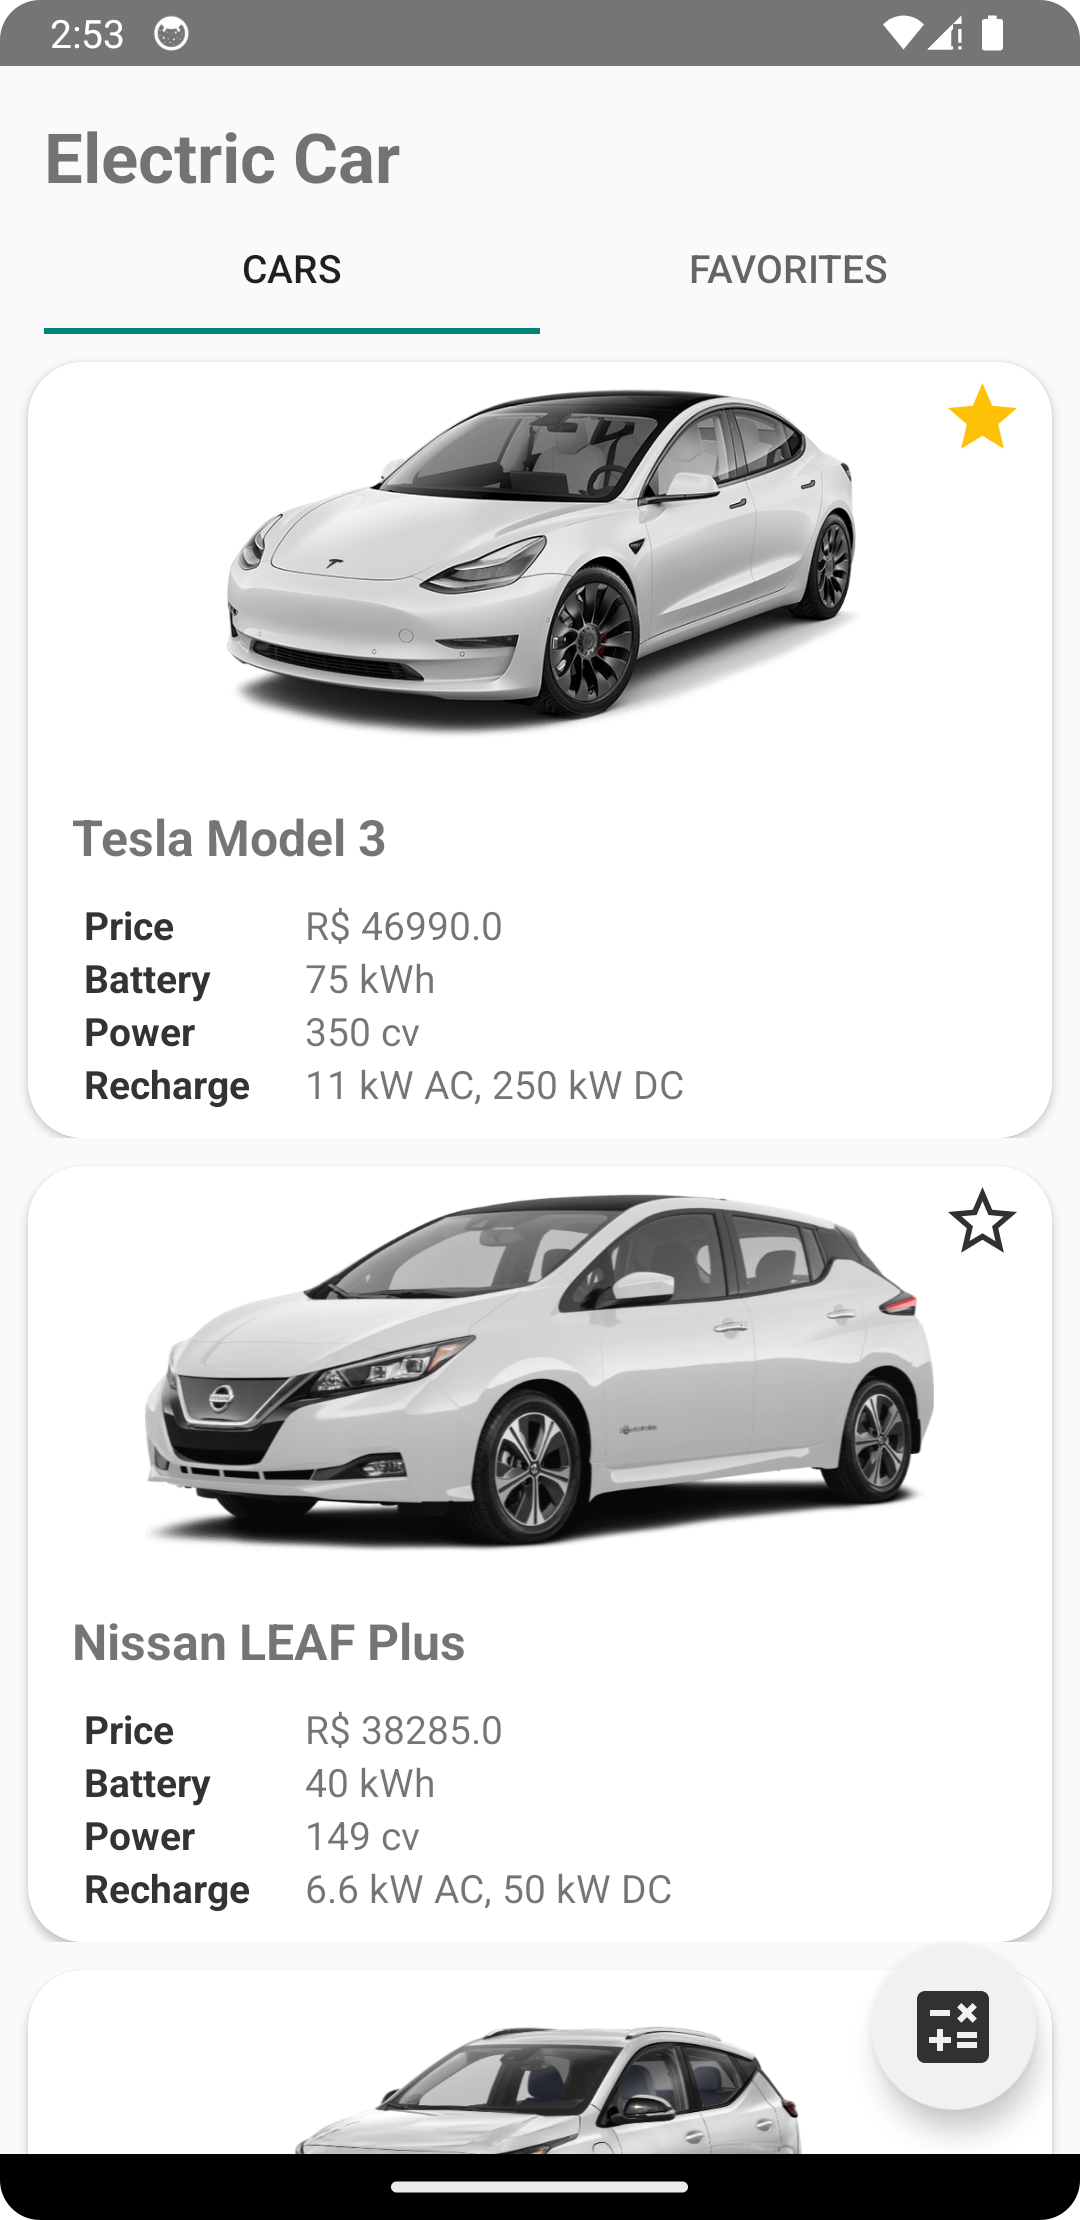 2:53
Electric Car
CARS
FAVORITES
Tesla Model 3
Price R$ 46990.0
Battery 75 kWh
Power 350 cv
Recharge 11 kW AC, 250 kW DC
Nissan LEAF Plus
Price R$ 38285.0
Battery 40 kWh
Power 149 cv
Recharge 6.6 kW AC, 50 kW DC